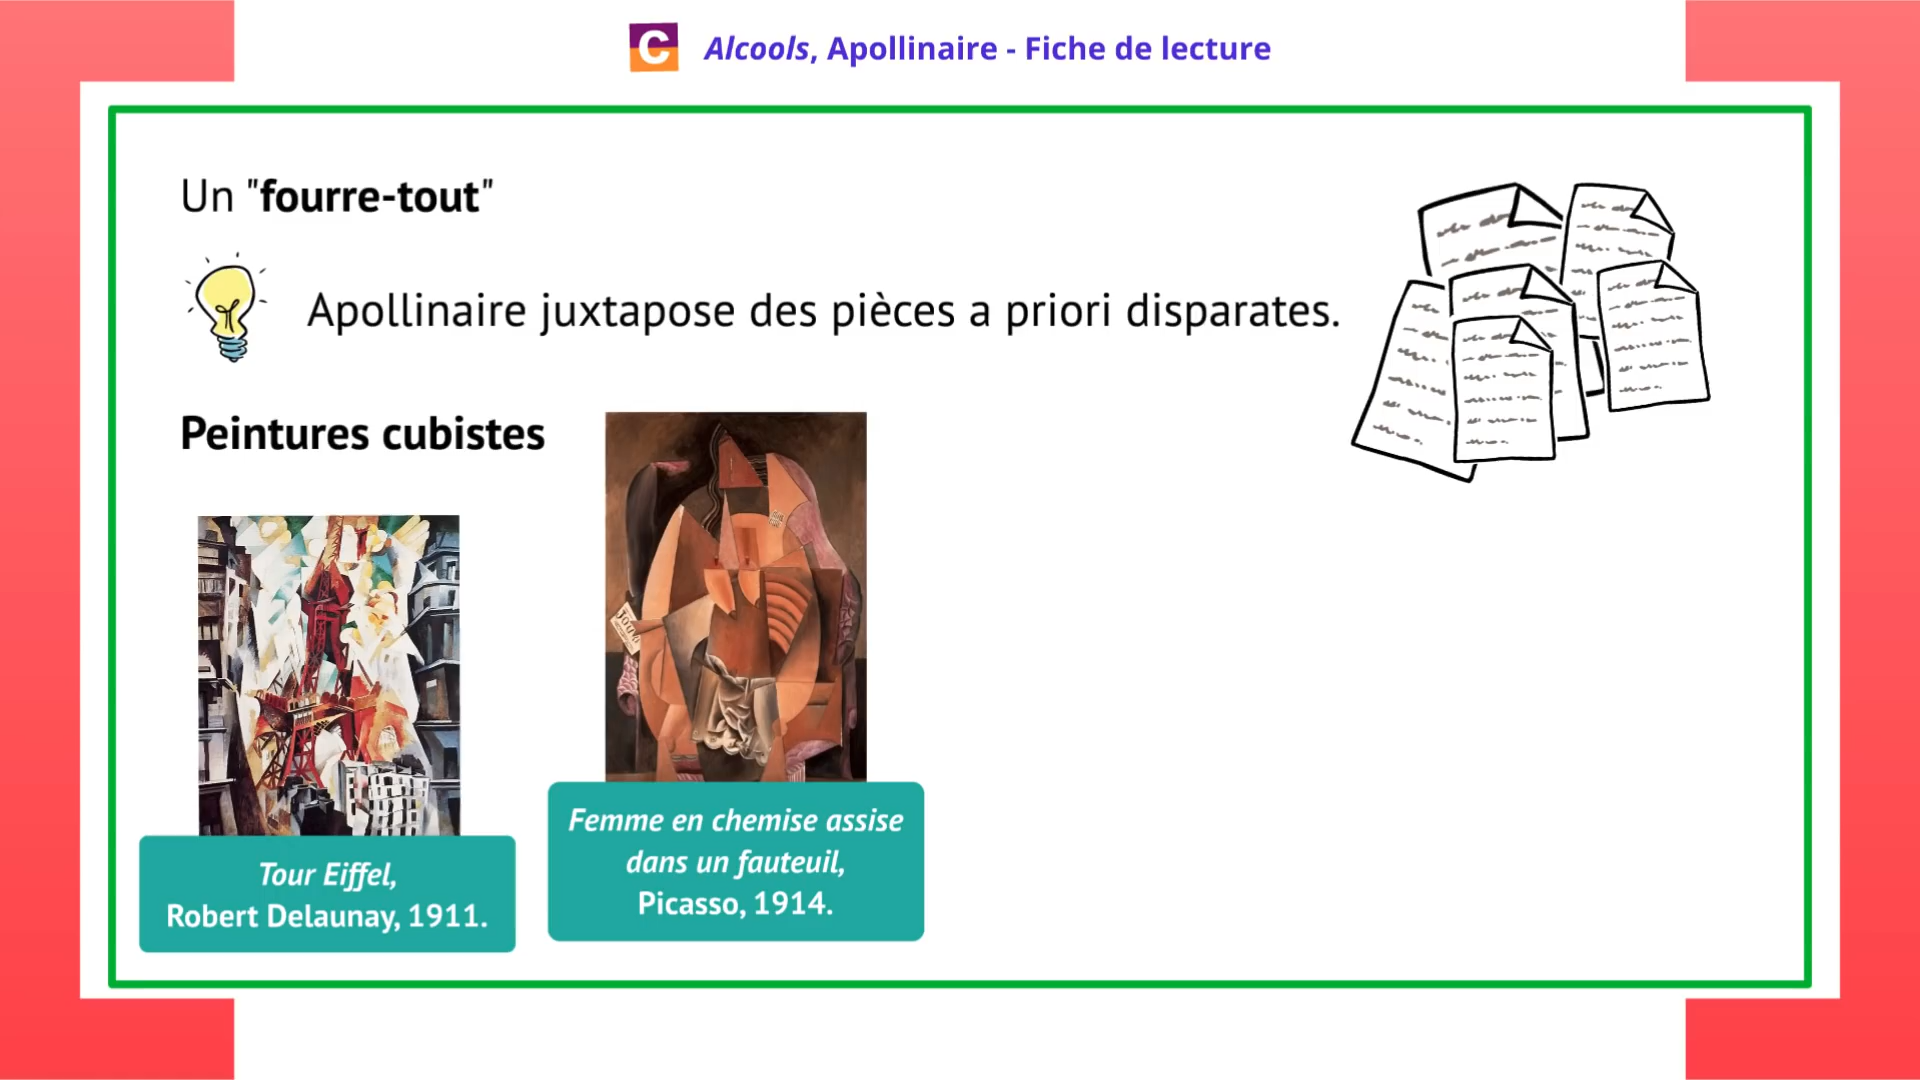 C
Alcools, Apollinaire - Fiche de lecture
Un "fourre-tout"
Apollinaire juxtapose des pièces a priori disparates.
Peintures cubistes
Tour Eiffel,
Robert Delaunay, 1911.
Femme en chemise assise
dans un fauteuil,
Picasso, 1914.